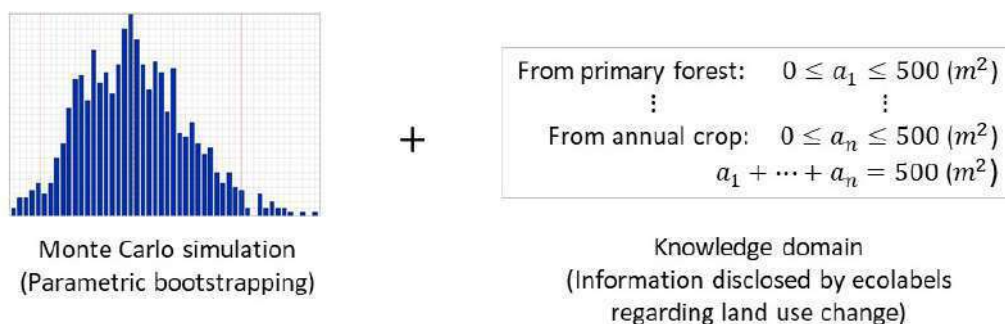 +
From primary forest: 0 ≤ a₁ ≤ 500 (m²)
⋮ ⋮
From annual crop: 0 ≤ aₙ ≤ 500 (m²)
a₁ + ⋯ + aₙ = 500 (m²)
Monte Carlo simulation
(Parametric bootstrapping)
Knowledge domain
(Information disclosed by ecolabels
regarding land use change)